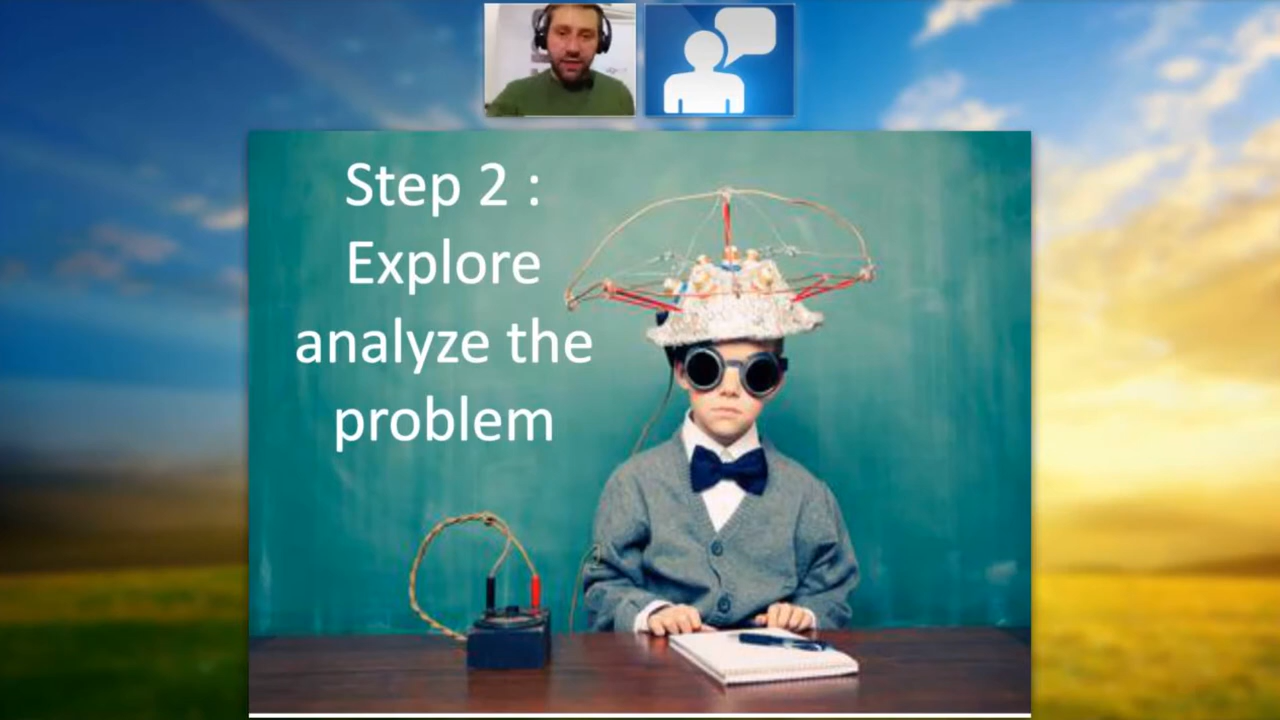 Step 2 :
Explore
analyze the
problem